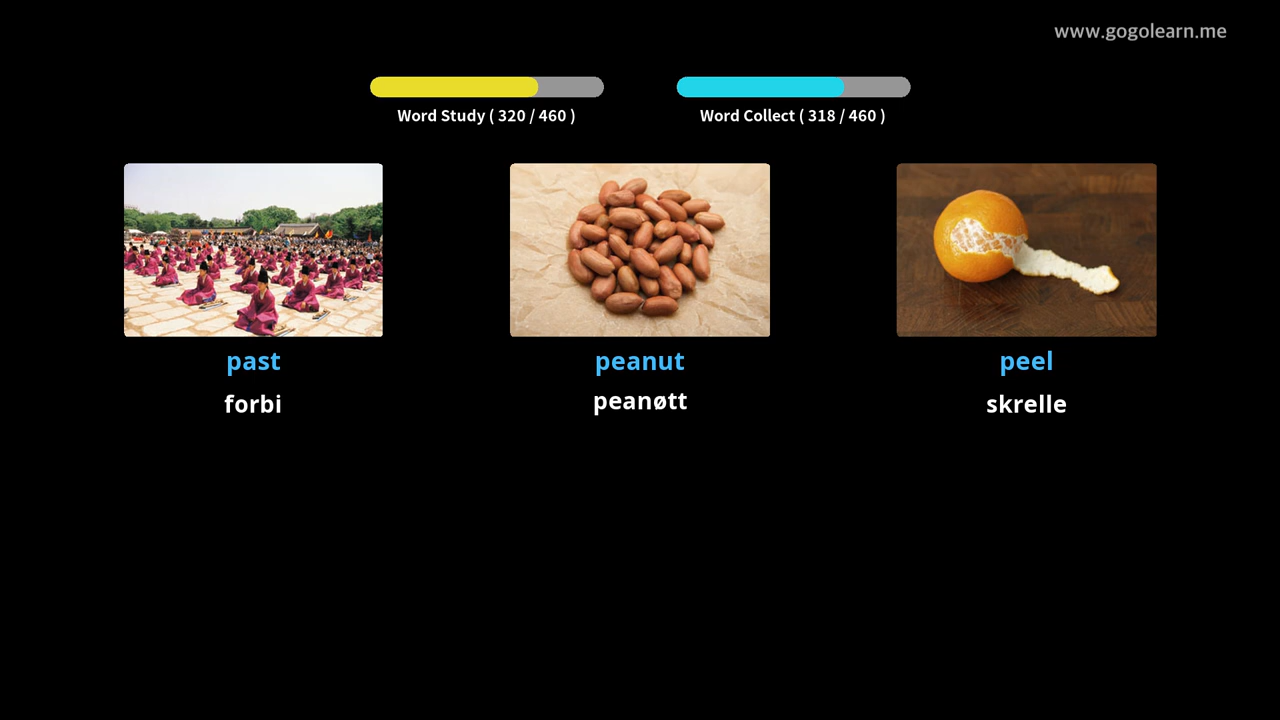 www.gogolearn.me
Word Study ( 320 / 460 )
Word Collect ( 318 / 460 )
past
peanut
peel
forbi
peanøtt
skrelle